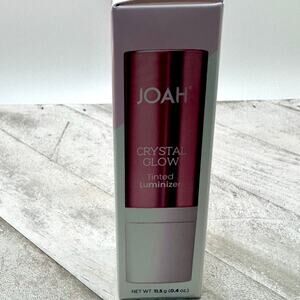 JOAH
CRYSTAL
GLOW
Tinted
Luminizer
NET WT. 11.5 g (0.4 oz.)